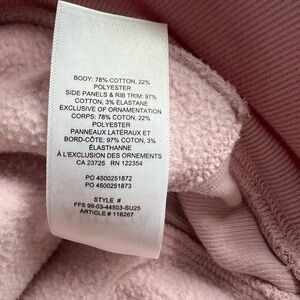 BODY: 78% COTTON, 22%
POLYESTER
SIDE PANELS & RIB TRIM: 97%
COTTON, 3% ELASTANE
EXCLUSIVE OF ORNAMENTATION
CORPS: 78% COTON, 22%
POLYESTER
PANNEAUX LATÉRAUX ET
BORD-CÔTE: 97% COTON, 3%
ÉLASTHANNE
À L'EXCLUSION DES ORNEMENTS
CA 23725 RN 122354
PO 4500251872
PO 4500251873
STYLE #
FFS 99-03-44503-SU25
ARTICLE # 116267